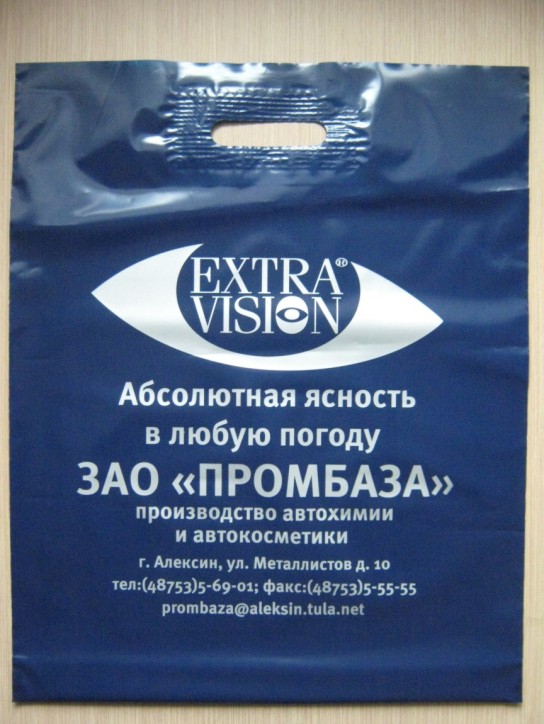 EXTRA®
VISION
Абсолютная ясность
в любую погоду
ЗАО «ПРОМБАЗА»
производство автохимии
и автокосметики
г. Алексин, ул. Металлистов д. 10
тел:(48753)5-69-01; факс:(48753)5-55-55
prombaza@aleksin.tula.net